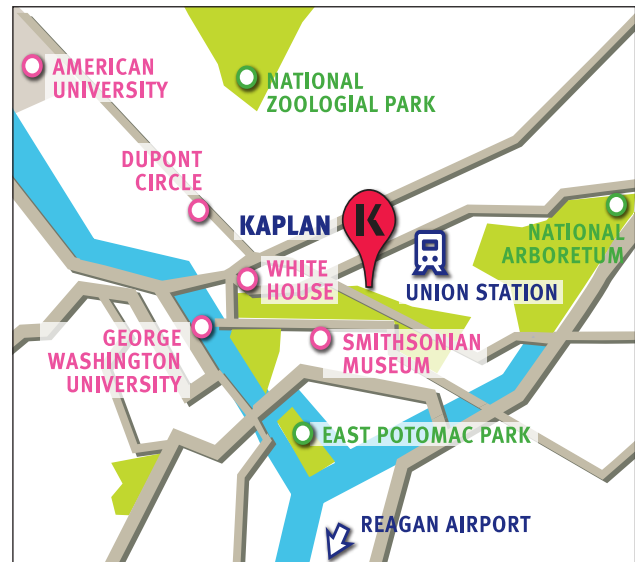 AMERICAN
UNIVERSITY
NATIONAL
ZOOLOGIAL PARK
DUPONT
CIRCLE
KAPLAN
K
NATIONAL
ARBORETUM
WHITE
HOUSE
UNION STATION
GEORGE
WASHINGTON
UNIVERSITY
SMITHSONIAN
MUSEUM
EAST POTOMAC PARK
REAGAN AIRPORT